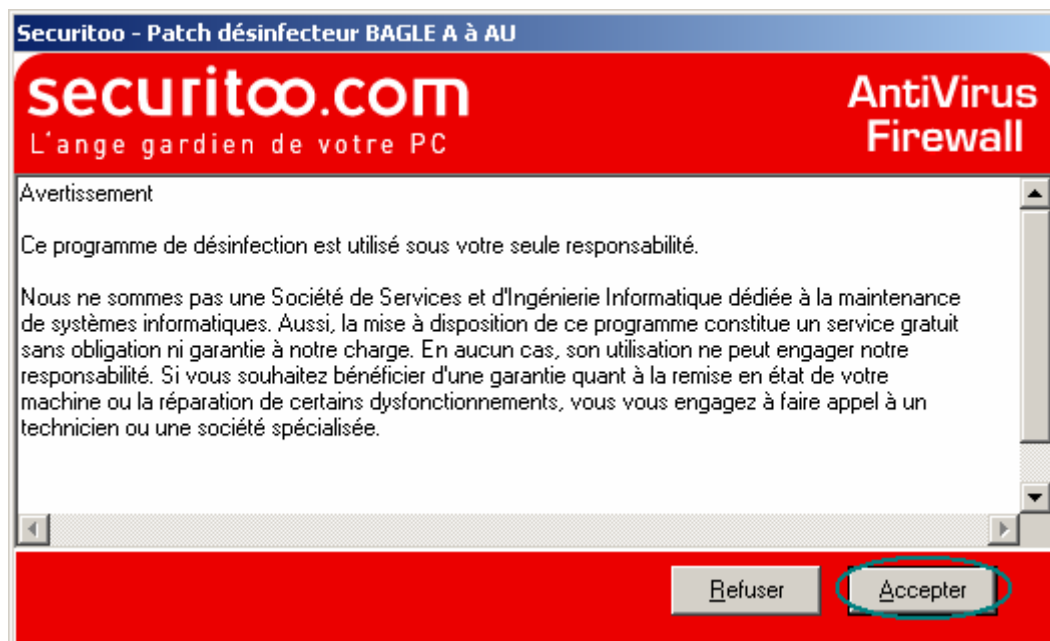 Securitoo - Patch désinfecteur BAGLE A à AU
securitoo.com
L'ange gardien de votre PC
AntiVirus
Firewall
Avertissement
Ce programme de désinfection est utilisé sous votre seule responsabilité.
Nous ne sommes pas une Société de Services et d'Ingénierie Informatique dédiée à la maintenance
de systèmes informatiques. Aussi, la mise à disposition de ce programme constitue un service gratuit
sans obligation ni garantie à notre charge. En aucun cas, son utilisation ne peut engager notre
responsabilité. Si vous souhaitez bénéficier d'une garantie quant à la remise en état de votre
machine ou la réparation de certains dysfonctionnements, vous vous engagez à faire appel à un
technicien ou une société spécialisée.
Refuser
Accepter